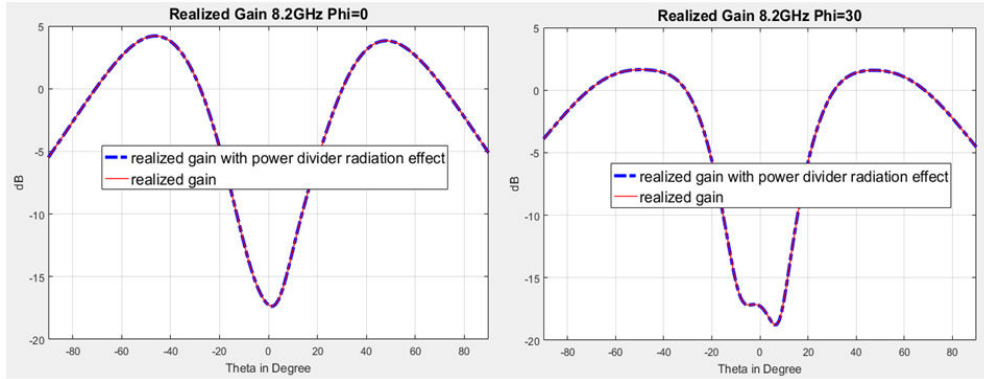 Realized Gain 8.2GHz Phi=0
5
0
-5
-10
-15
-20
dB
realized gain with power divider radiation effect
realized gain
-80 -60 -40 -20 0 20 40 60 80
Theta in Degree
Realized Gain 8.2GHz Phi=30
5
0
-5
-10
-15
-20
dB
realized gain with power divider radiation effect
realized gain
-80 -60 -40 -20 0 20 40 60 80
Theta in Degree